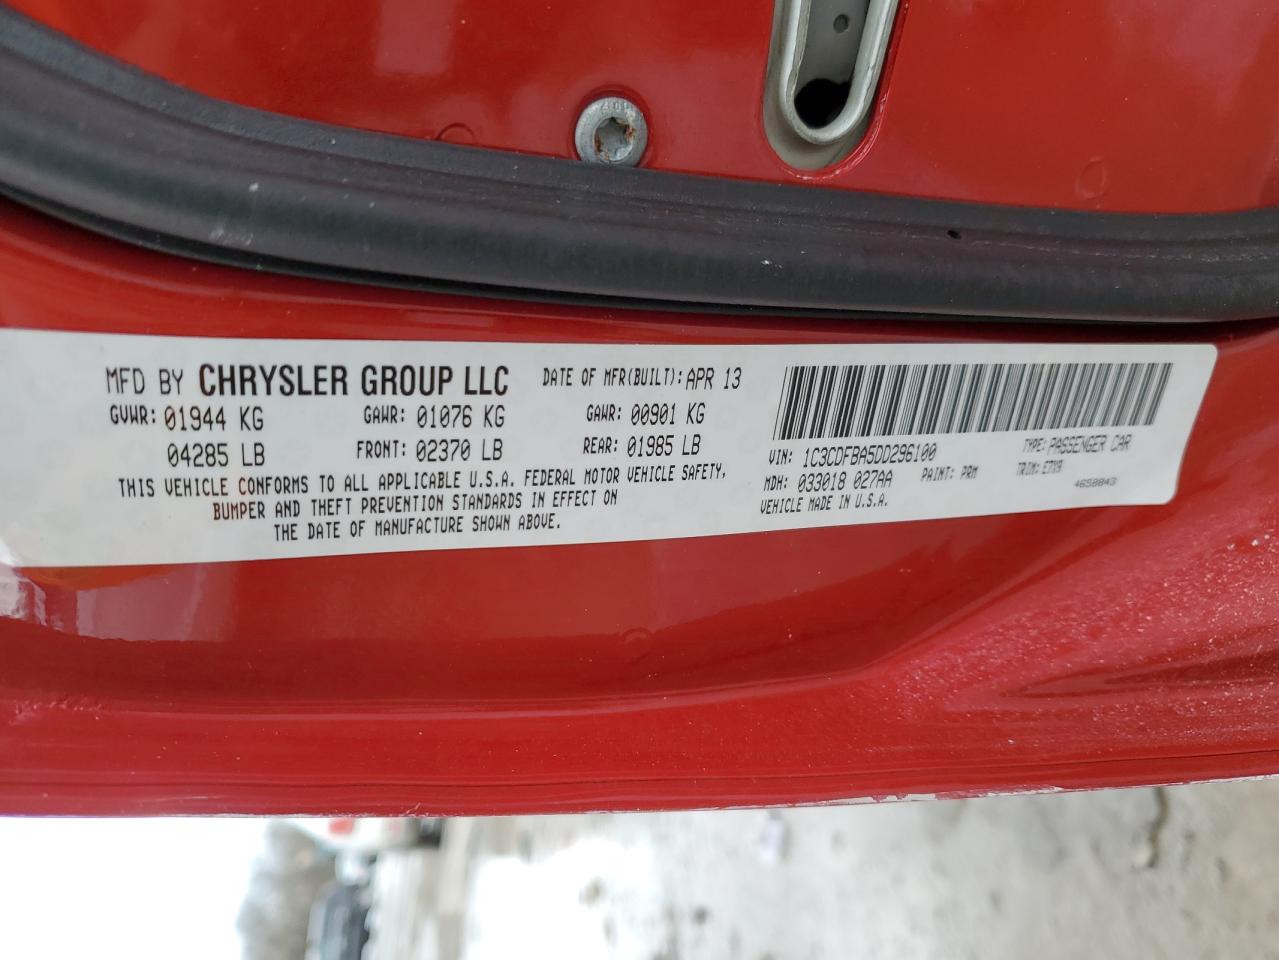 MFD BY CHRYSLER GROUP LLC DATE OF MFR(BUILT): APR 13
GVWR: 01944 KG GAWR: 01076 KG GAWR: 00901 KG
04285 LB FRONT: 02370 LB REAR: 01985 LB
THIS VEHICLE CONFORMS TO ALL APPLICABLE U.S.A. FEDERAL MOTOR VEHICLE SAFETY,
BUMPER AND THEFT PREVENTION STANDARDS IN EFFECT ON
THE DATE OF MANUFACTURE SHOWN ABOVE.
VIN: 1C3CDFBA5DD296100 TYPE: PASSENGER CAR
MDH: 033018 027AA PAINT: PRM TRIM: E7X9
VEHICLE MADE IN U.S.A. 4658843